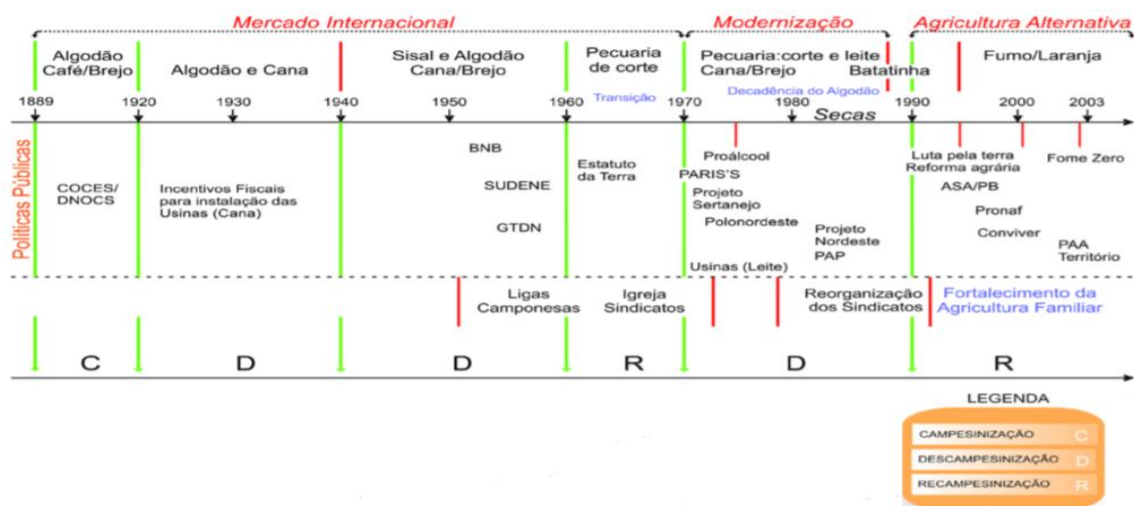 Mercado Internacional
Modernização
Agricultura Alternativa
Algodão
Café/Brejo
Algodão e Cana
Sisal e Algodão
Cana/Brejo
Pecuaria
de corte
Transição
Pecuaria:corte e leite
Cana/Brejo
Batatinha
Decadência do Algodão
Fumo/Laranja
1889 1920 1930 1940 1950 1960 1970 1980 1990 2000 2003
Secas
Políticas Públicas
COCES/
DNOCS
Incentivos Fiscais
para instalação das
Usinas (Cana)
BNB
SUDENE
GTDN
Estatuto
da Terra
Proálcool
PARIS'S
Projeto
Sertanejo
Polonordeste
Projeto
Nordeste
PAP
Usinas (Leite)
Luta pela terra
Reforma agrária
ASA/PB
Pronaf
Conviver
Fome Zero
PAA
Território
Ligas
Camponesas
Igreja
Sindicatos
Reorganização
dos Sindicatos
Fortalecimento da
Agricultura Familiar
C D D R D R
LEGENDA
CAMPESINIZAÇÃO C
DESCAMPESINIZAÇÃO D
RECAMPESINIZAÇÃO R